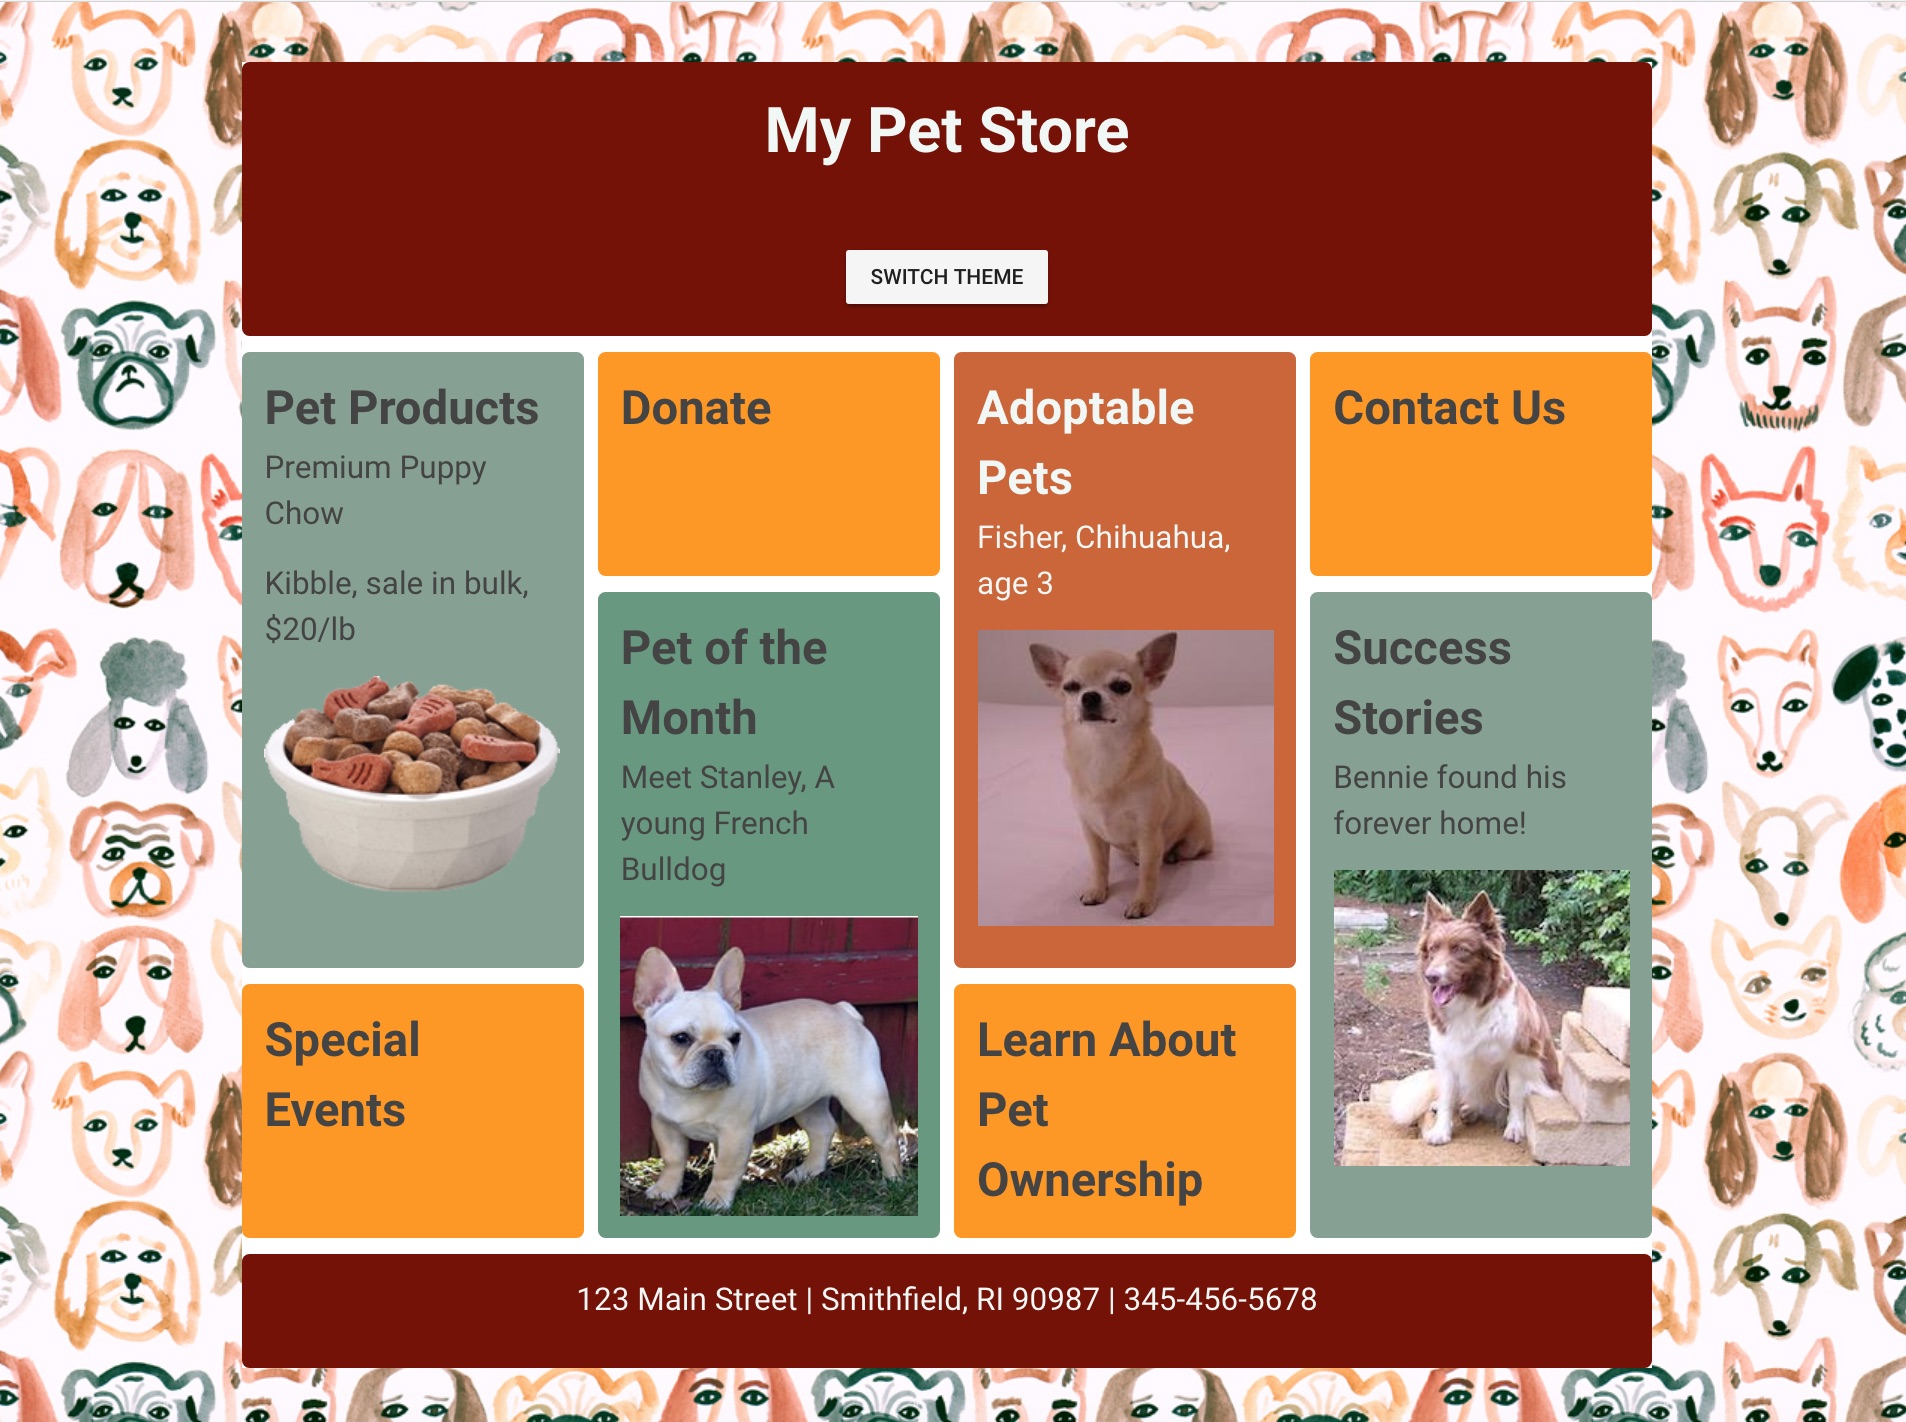 My Pet Store
SWITCH THEME
Pet Products
Premium Puppy
Chow
Kibble, sale in bulk,
$20/lb
Donate
Adoptable
Pets
Fisher, Chihuahua,
age 3
Contact Us
Pet of the
Month
Meet Stanley, A
young French
Bulldog
Success
Stories
Bennie found his
forever home!
Special
Events
Learn About
Pet
Ownership
123 Main Street | Smithfield, RI 90987 | 345-456-5678